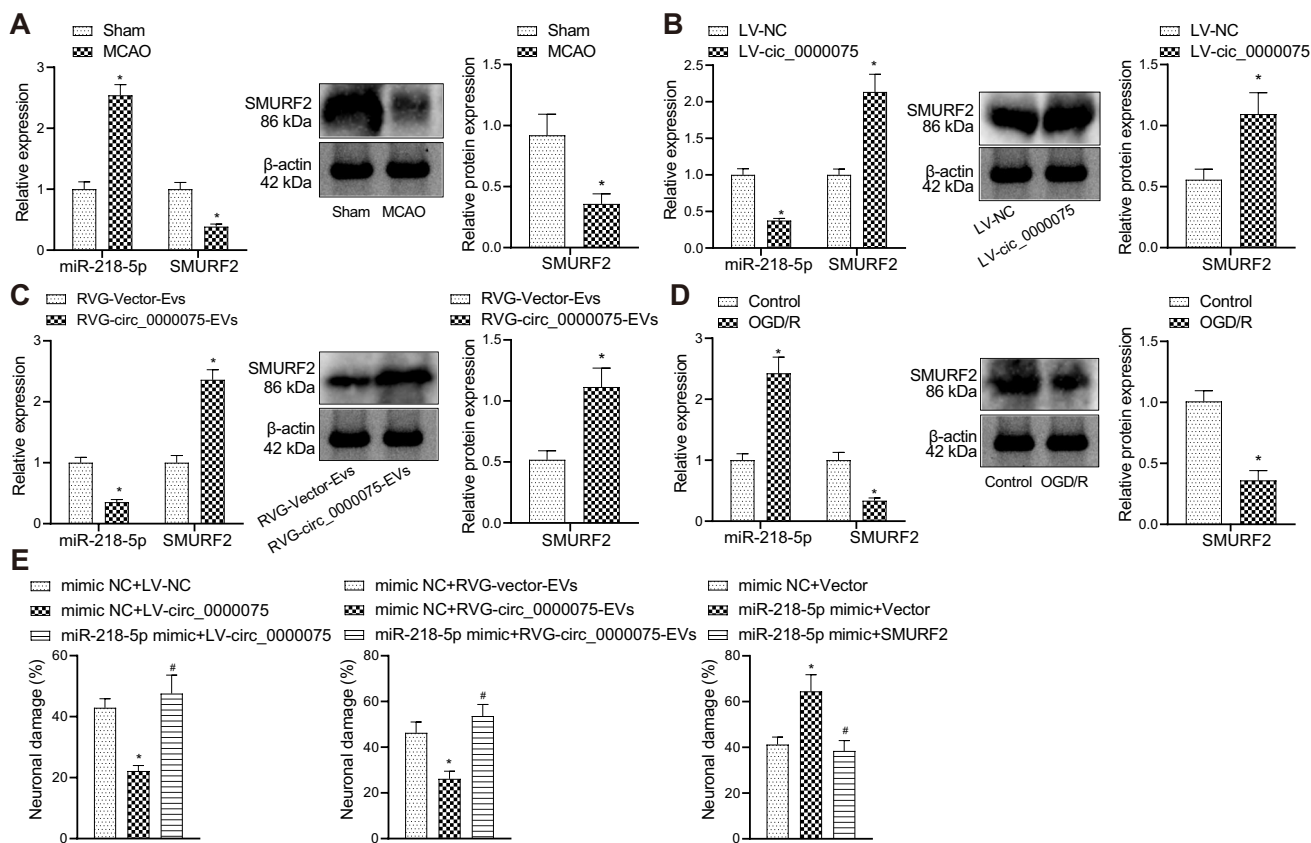 A
Sham
MCAO
Relative expression
3
2
1
0
*
*
miR-218-5p
SMURF2
SMURF2
86 kDa
β-actin
42 kDa
Sham
MCAO
Sham
MCAO
Relative protein expression
1.5
1.0
0.5
0.0
*
SMURF2
B
LV-NC
LV-cic_0000075
Relative expression
2.5
2.0
1.5
1.0
0.5
0.0
*
*
miR-218-5p
SMURF2
SMURF2
86 kDa
β-actin
42 kDa
LV-NC
LV-cic_0000075
LV-NC
LV-cic_0000075
Relative protein expression
1.5
1.0
0.5
0.0
*
SMURF2
C
RVG-Vector-Evs
RVG-circ_0000075-EVs
Relative expression
3
2
1
0
*
*
miR-218-5p
SMURF2
SMURF2
86 kDa
β-actin
42 kDa
RVG-Vector-Evs
RVG-circ_0000075-EVs
RVG-Vector-Evs
RVG-circ_0000075-EVs
Relative protein expression
1.5
1.0
0.5
0.0
*
SMURF2
D
Control
OGD/R
Relative expression
3
2
1
0
*
*
miR-218-5p
SMURF2
SMURF2
86 kDa
β-actin
42 kDa
Control
OGD/R
Control
OGD/R
Relative protein expression
1.5
1.0
0.5
0.0
*
SMURF2
E
mimic NC+LV-NC
mimic NC+LV-circ_0000075
miR-218-5p mimic+LV-circ_0000075
Neuronal damage (%)
60
40
20
0
*
#
mimic NC+RVG-vector-EVs
mimic NC+RVG-circ_0000075-EVs
miR-218-5p mimic+RVG-circ_0000075-EVs
Neuronal damage (%)
80
60
40
20
0
*
#
mimic NC+Vector
miR-218-5p mimic+Vector
miR-218-5p mimic+SMURF2
Neuronal damage (%)
80
60
40
20
0
*
#